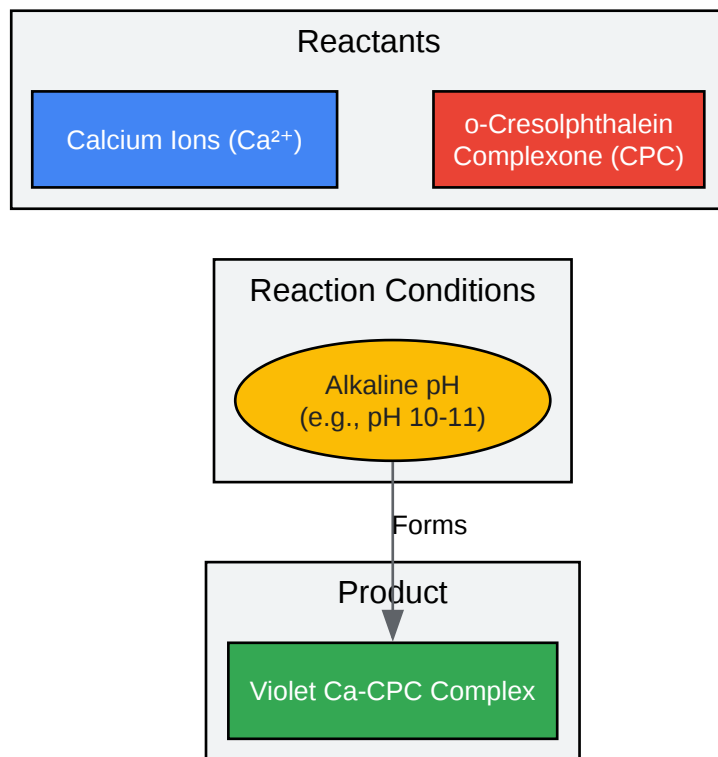 Reactants
Calcium Ions (Ca²⁺)
o-Cresolphthalein
Complexone (CPC)
Reaction Conditions
Alkaline pH
(e.g., pH 10-11)
Forms
Product
Violet Ca-CPC Complex